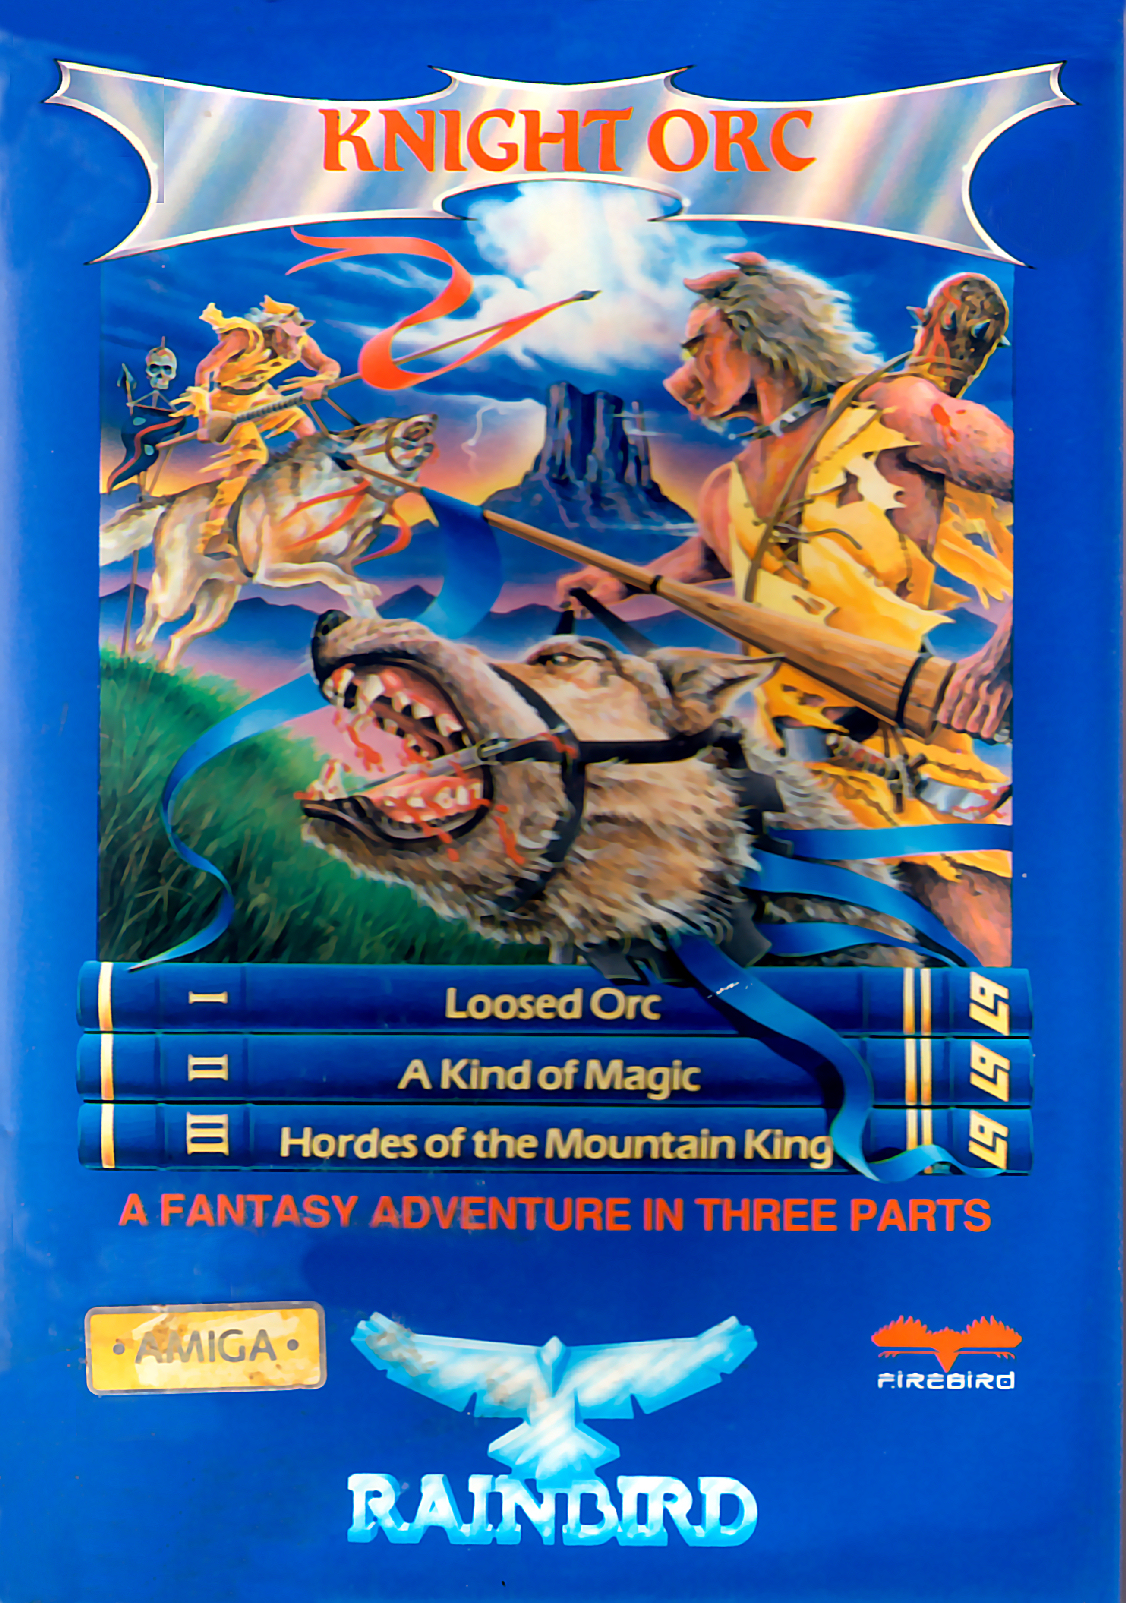 KNIGHT ORC
I Loosed Orc L9
II A Kind of Magic L9
III Hordes of the Mountain King L9
A FANTASY ADVENTURE IN THREE PARTS
• AMIGA •
FIREBIRD
RAINBIRD